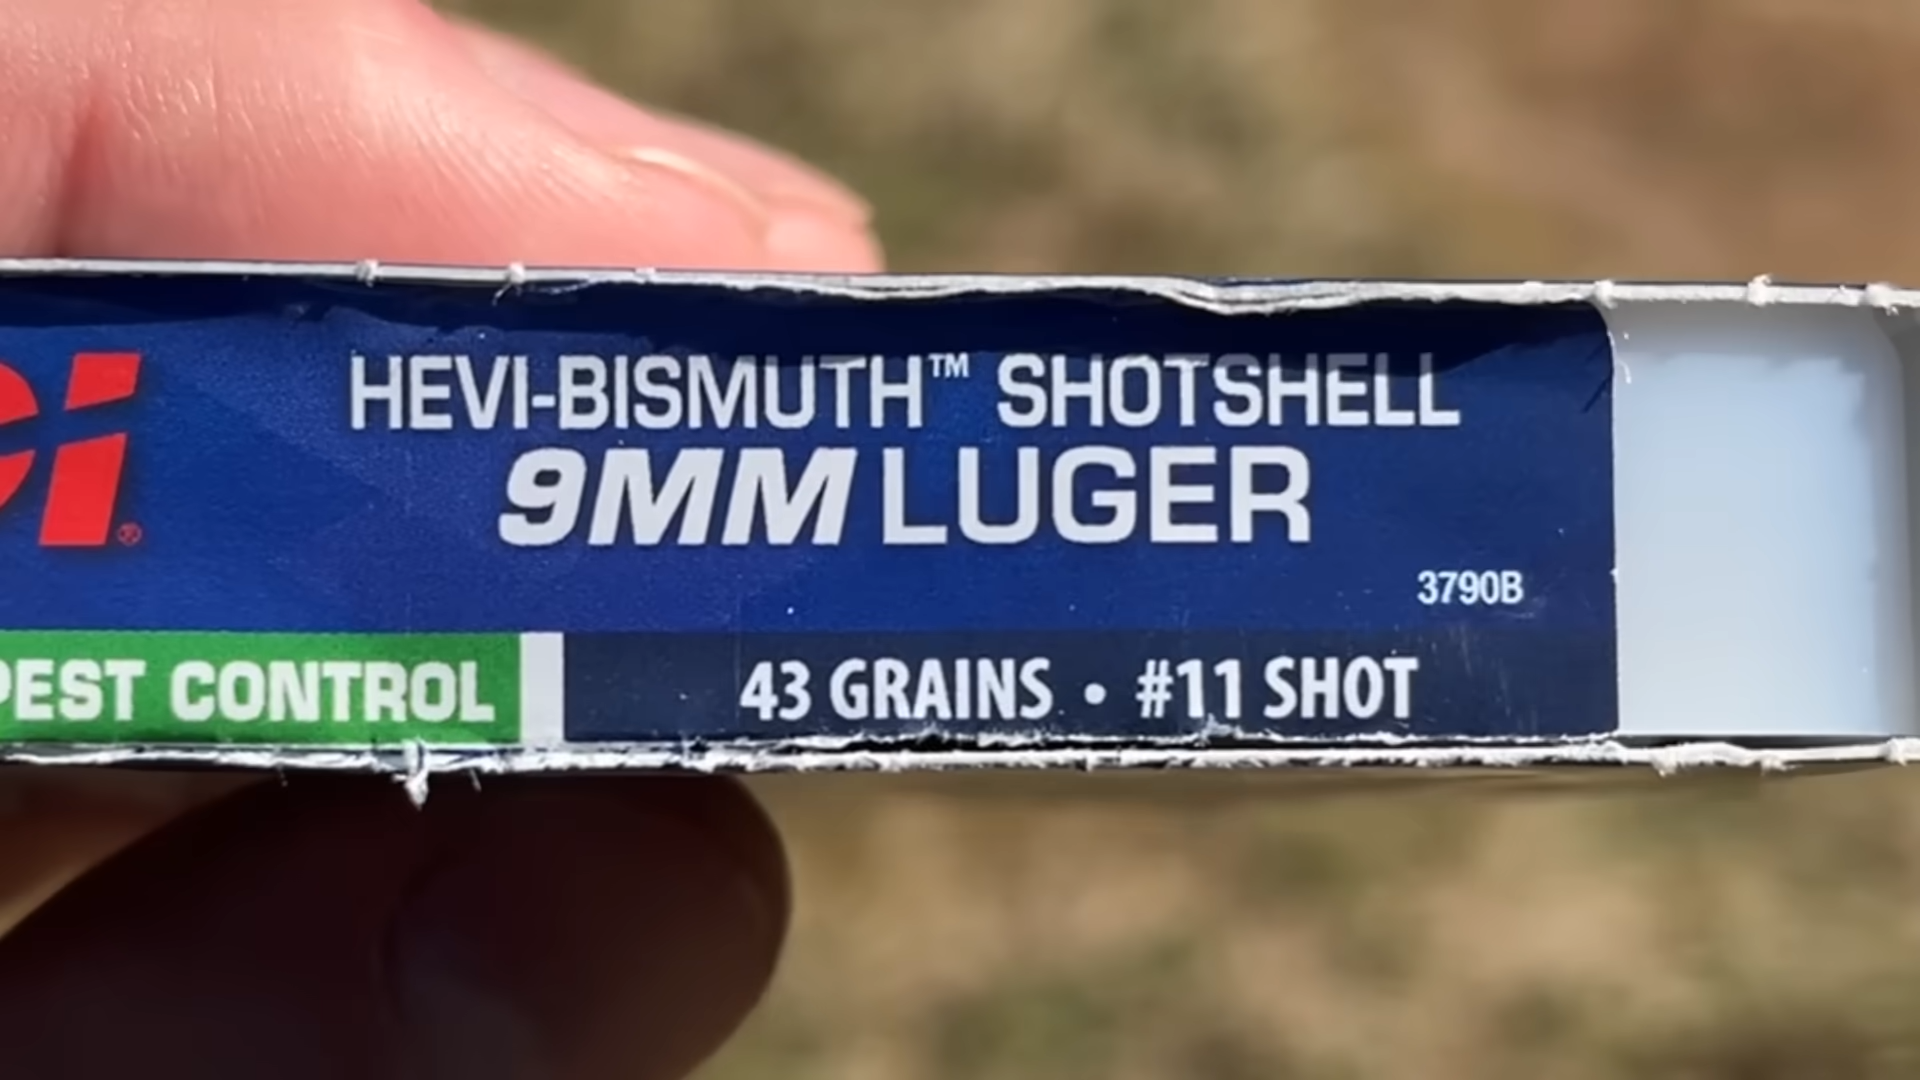 HEVI-BISMUTH™ SHOTSHELL
9MM LUGER
3790B
PEST CONTROL
43 GRAINS • #11 SHOT